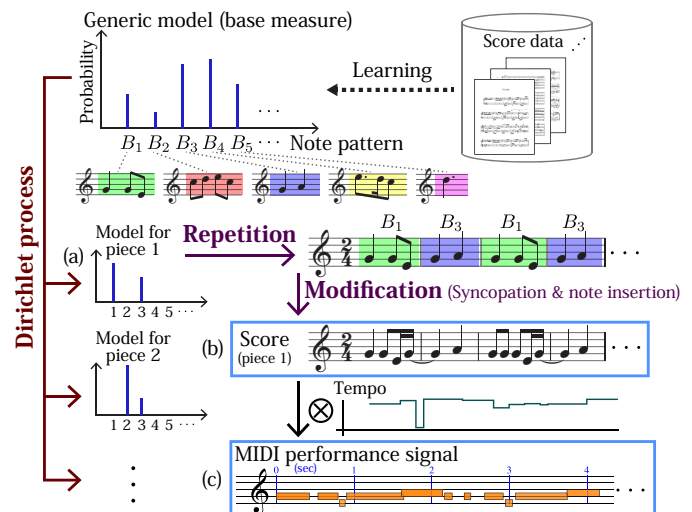 Generic model (base measure)
Probability
Score data
Learning
B1 B2 B3 B4 B5 ···
Note pattern
Dirichlet process
(a)
Model for
piece 1
1 2 3 4 5 ···
Repetition
B1 B3 B1 B3
2
4
Modification (Syncopation & note insertion)
Model for
piece 2
1 2 3 4 5 ···
(b)
Score
(piece 1)
2
4
Tempo
(c)
MIDI performance signal
0 (sec) 1 2 3 4